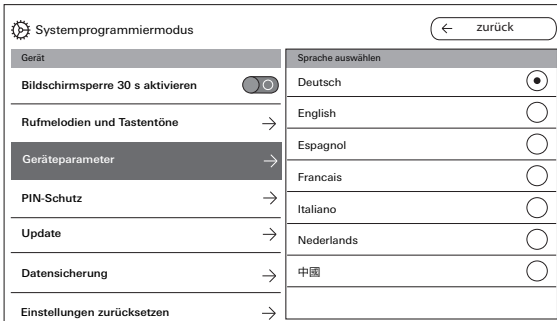 Systemprogrammiermodus
← zurück
Gerät
Bildschirmsperre 30 s aktivieren
Rufmelodien und Tastentöne
Geräteparameter
PIN-Schutz
Update
Datensicherung
Einstellungen zurücksetzen
Sprache auswählen
Deutsch
English
Espagnol
Francais
Italiano
Nederlands
中國